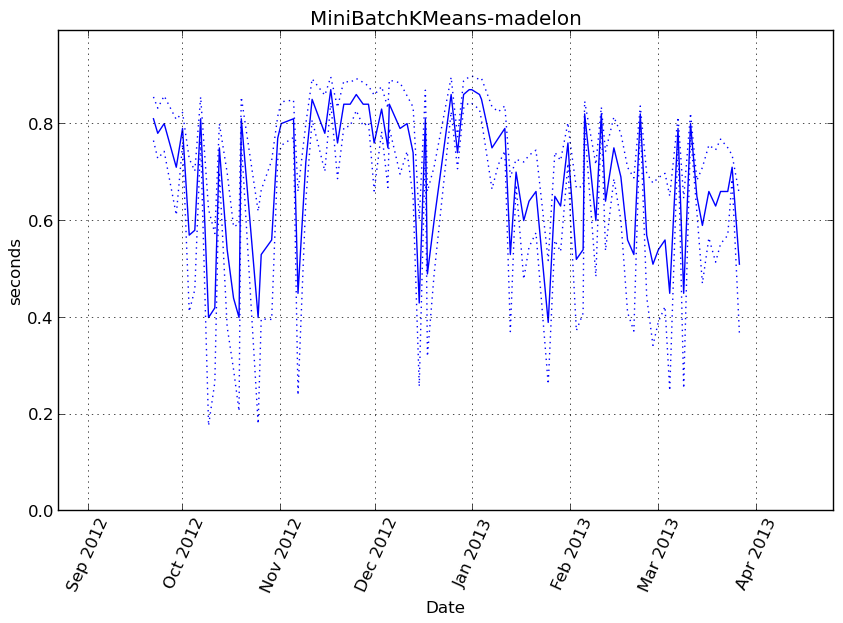 MiniBatchKMeans-madelon
seconds
0.8
0.6
0.4
0.2
0.0
Sep 2012
Oct 2012
Nov 2012
Dec 2012
Jan 2013
Feb 2013
Mar 2013
Apr 2013
Date